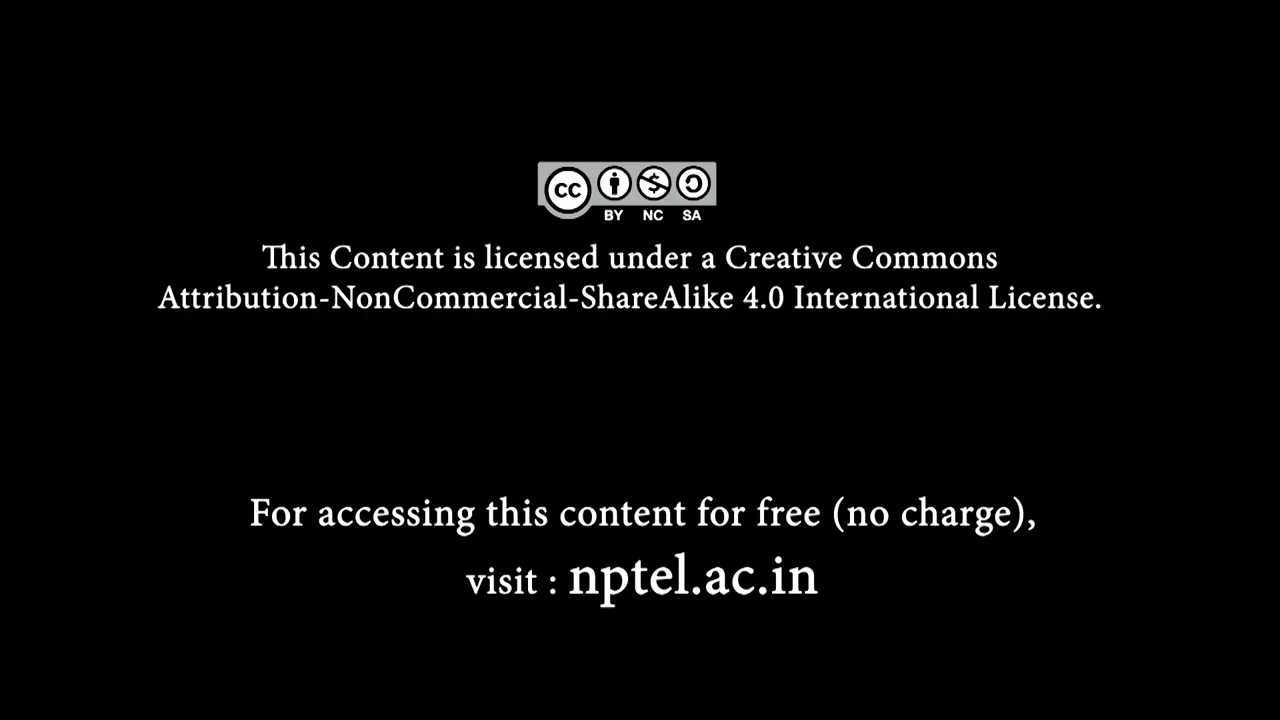 cc
BY NC SA
This Content is licensed under a Creative Commons
Attribution-NonCommercial-ShareAlike 4.0 International License.
For accessing this content for free (no charge),
visit : nptel.ac.in